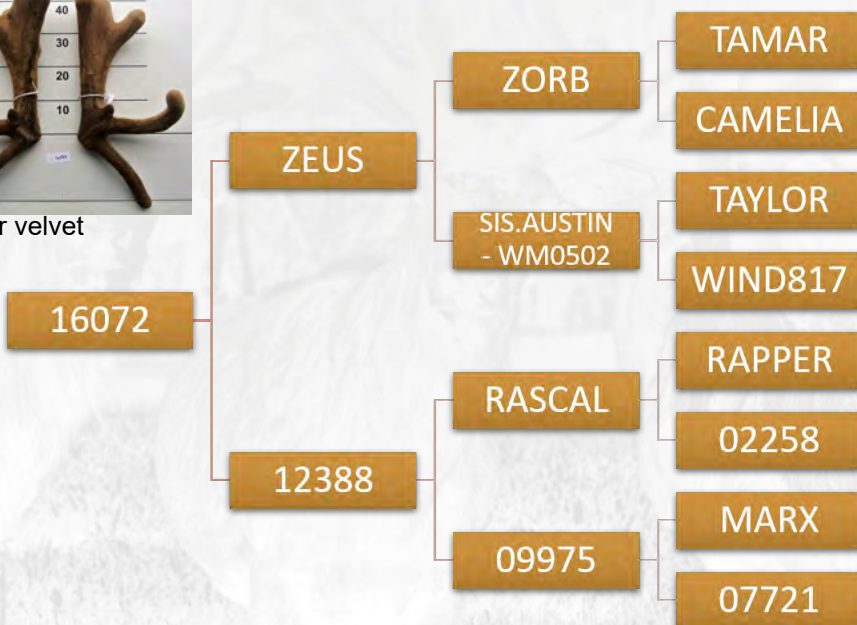 40
30
20
10
r velvet
16072
ZEUS
12388
ZORB
SIS.AUSTIN
- WM0502
RASCAL
09975
TAMAR
CAMELIA
TAYLOR
WIND817
RAPPER
02258
MARX
07721